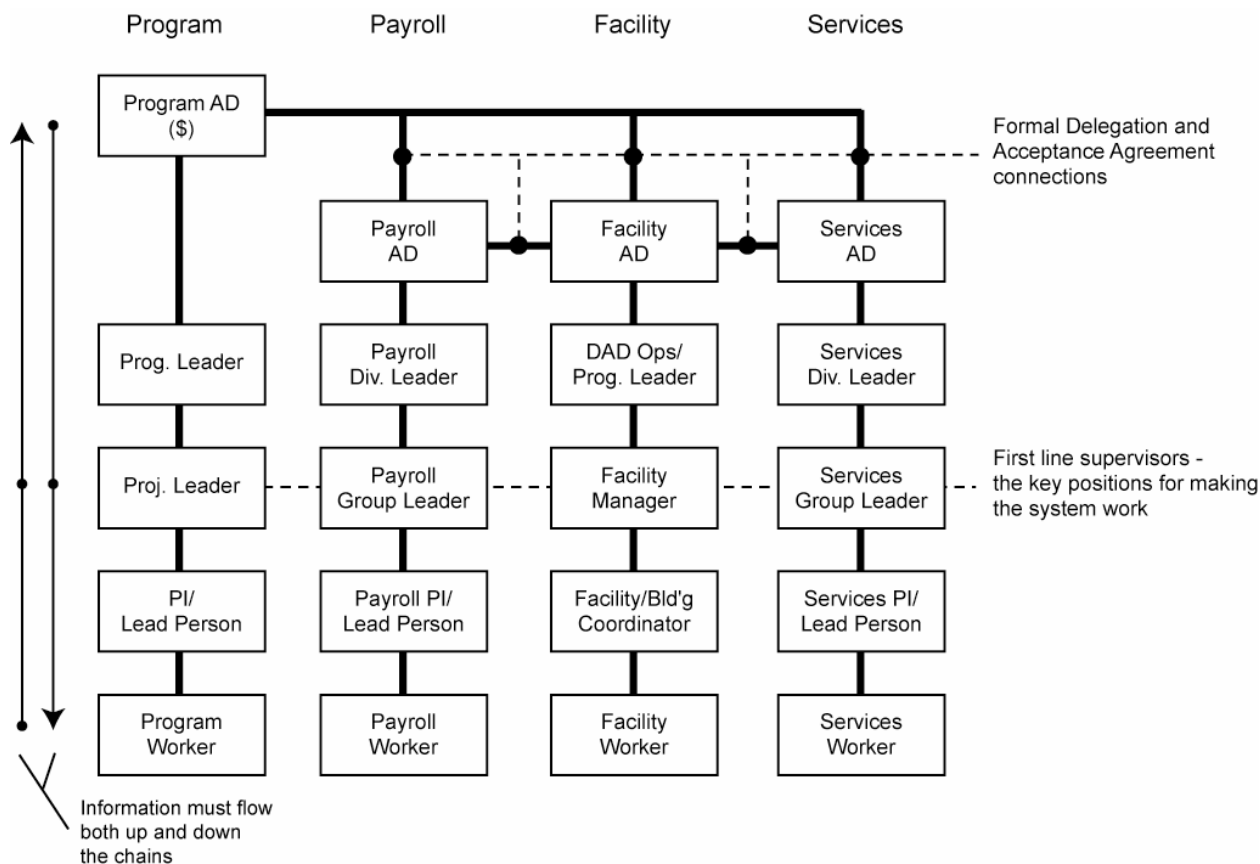 Program
Payroll
Facility
Services
Program AD
($)
Formal Delegation and
Acceptance Agreement
connections
Payroll
AD
Facility
AD
Services
AD
Prog. Leader
Payroll
Div. Leader
DAD Ops/
Prog. Leader
Services
Div. Leader
Proj. Leader
Payroll
Group Leader
Facility
Manager
Services
Group Leader
First line supervisors -
the key positions for making
the system work
PI/
Lead Person
Payroll PI/
Lead Person
Facility/Bld'g
Coordinator
Services PI/
Lead Person
Program
Worker
Payroll
Worker
Facility
Worker
Services
Worker
Information must flow
both up and down
the chains